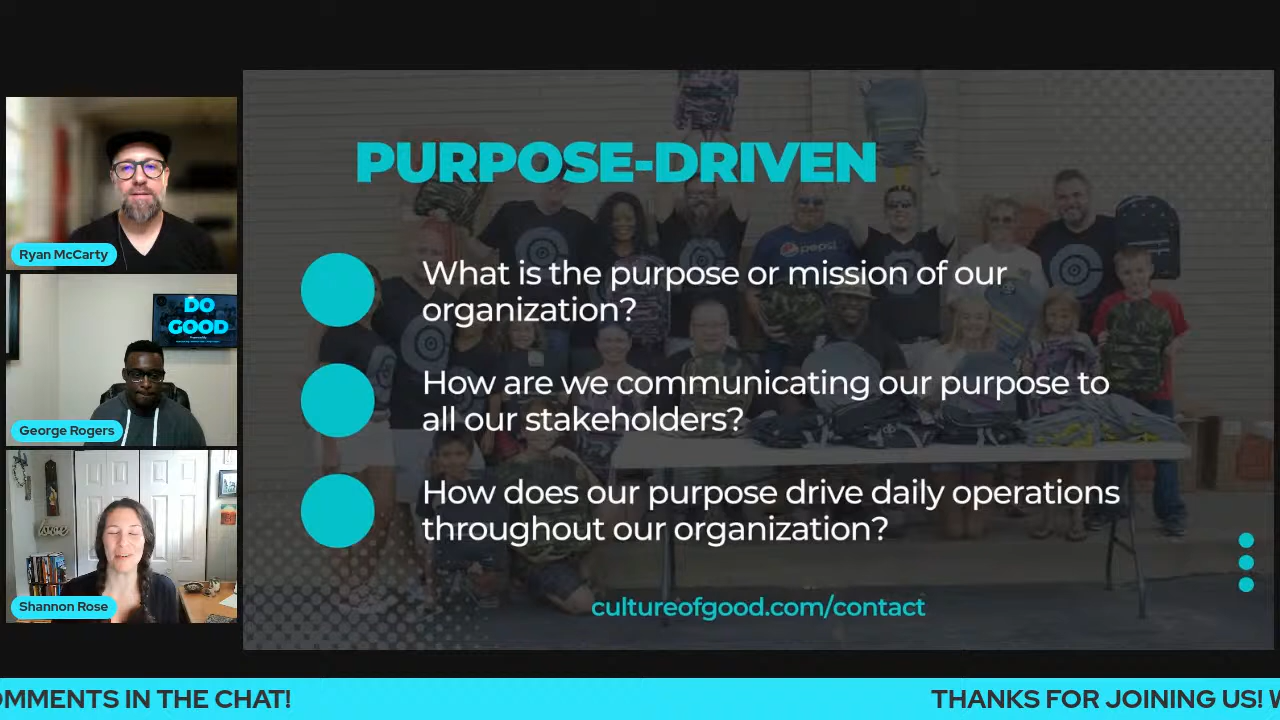 Ryan McCarty
DO
GOOD
George Rogers
love
Shannon Rose
PURPOSE-DRIVEN
pepsi
What is the purpose or mission of our
organization?
How are we communicating our purpose to
all our stakeholders?
How does our purpose drive daily operations
throughout our organization?
cultureofgood.com/contact
OMMENTS IN THE CHAT!
THANKS FOR JOINING US! W